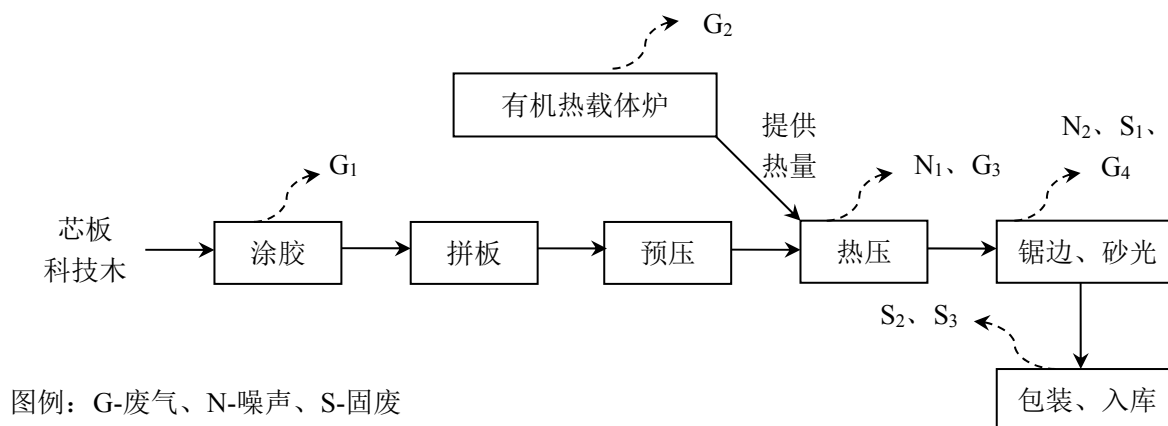 G₂
有机热载体炉
提供
热量
N₂、S₁、
G₄
G₁
N₁、G₃
芯板
科技木
涂胶
拼板
预压
热压
锯边、砂光
S₂、S₃
包装、入库
图例：G-废气、N-噪声、S-固废